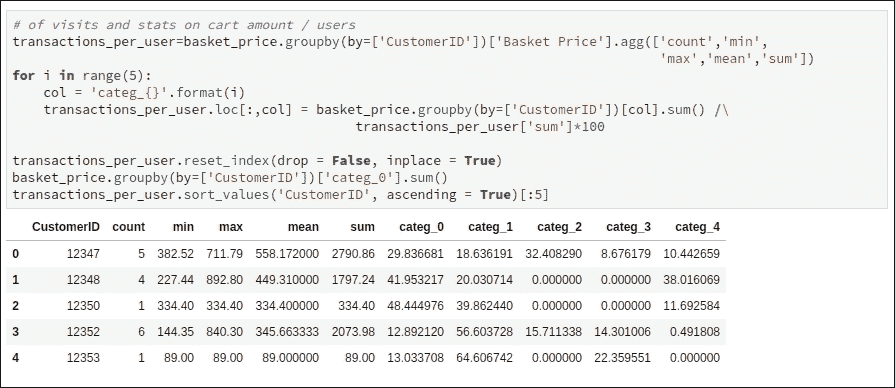 # of visits and stats on cart amount / users
transactions_per_user=basket_price.groupby(by=['CustomerID'])['Basket Price'].agg(['count','min',
'max','mean','sum'])
for i in range(5):
col = 'categ_{}'.format(i)
transactions_per_user.loc[:,col] = basket_price.groupby(by=['CustomerID'])[col].sum() /\
transactions_per_user['sum']*100
transactions_per_user.reset_index(drop = False, inplace = True)
basket_price.groupby(by=['CustomerID'])['categ_0'].sum()
transactions_per_user.sort_values('CustomerID', ascending = True)[:5]
CustomerID count min max mean sum categ_0 categ_1 categ_2 categ_3 categ_4
0 12347 5 382.52 711.79 558.172000 2790.86 29.836681 18.636191 32.408290 8.676179 10.442659
1 12348 4 227.44 892.80 449.310000 1797.24 41.953217 20.030714 0.000000 0.000000 38.016069
2 12350 1 334.40 334.40 334.400000 334.40 48.444976 39.862440 0.000000 0.000000 11.692584
3 12352 6 144.35 840.30 345.663333 2073.98 12.892120 56.603728 15.711338 14.301006 0.491808
4 12353 1 89.00 89.00 89.000000 89.00 13.033708 64.606742 0.000000 22.359551 0.000000